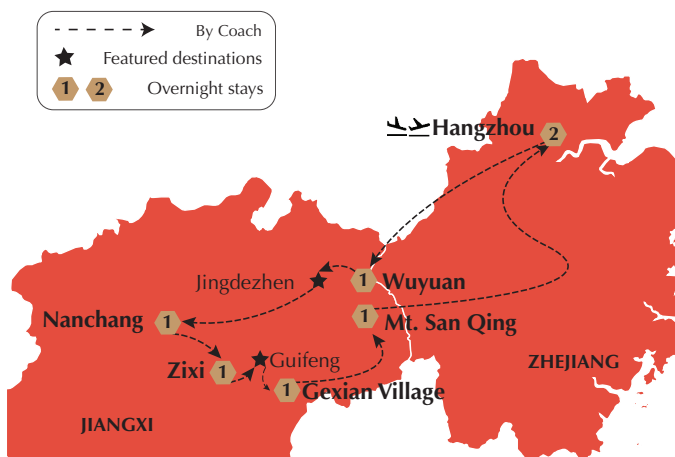 By Coach
Featured destinations
1 2 Overnight stays
Hangzhou 2
Jingdezhen
1 Wuyuan
Nanchang 1
1 Mt. San Qing
Guifeng
Zixi 1
ZHEJIANG
1 Gexian Village
JIANGXI